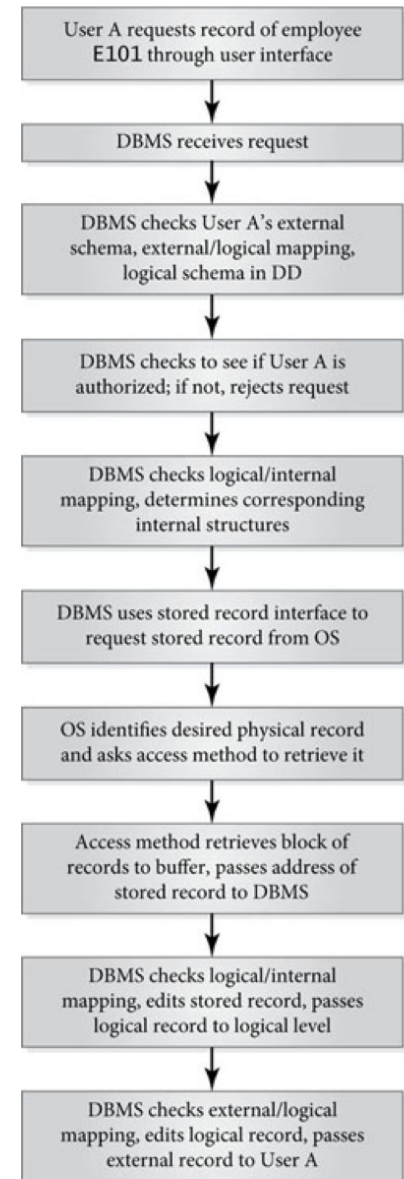 User A requests record of employee
E101 through user interface
DBMS receives request
DBMS checks User A's external
schema, external/logical mapping,
logical schema in DD
DBMS checks to see if User A is
authorized; if not, rejects request
DBMS checks logical/internal
mapping, determines corresponding
internal structures
DBMS uses stored record interface to
request stored record from OS
OS identifies desired physical record
and asks access method to retrieve it
Access method retrieves block of
records to buffer, passes address of
stored record to DBMS
DBMS checks logical/internal
mapping, edits stored record, passes
logical record to logical level
DBMS checks external/logical
mapping, edits logical record, passes
external record to User A